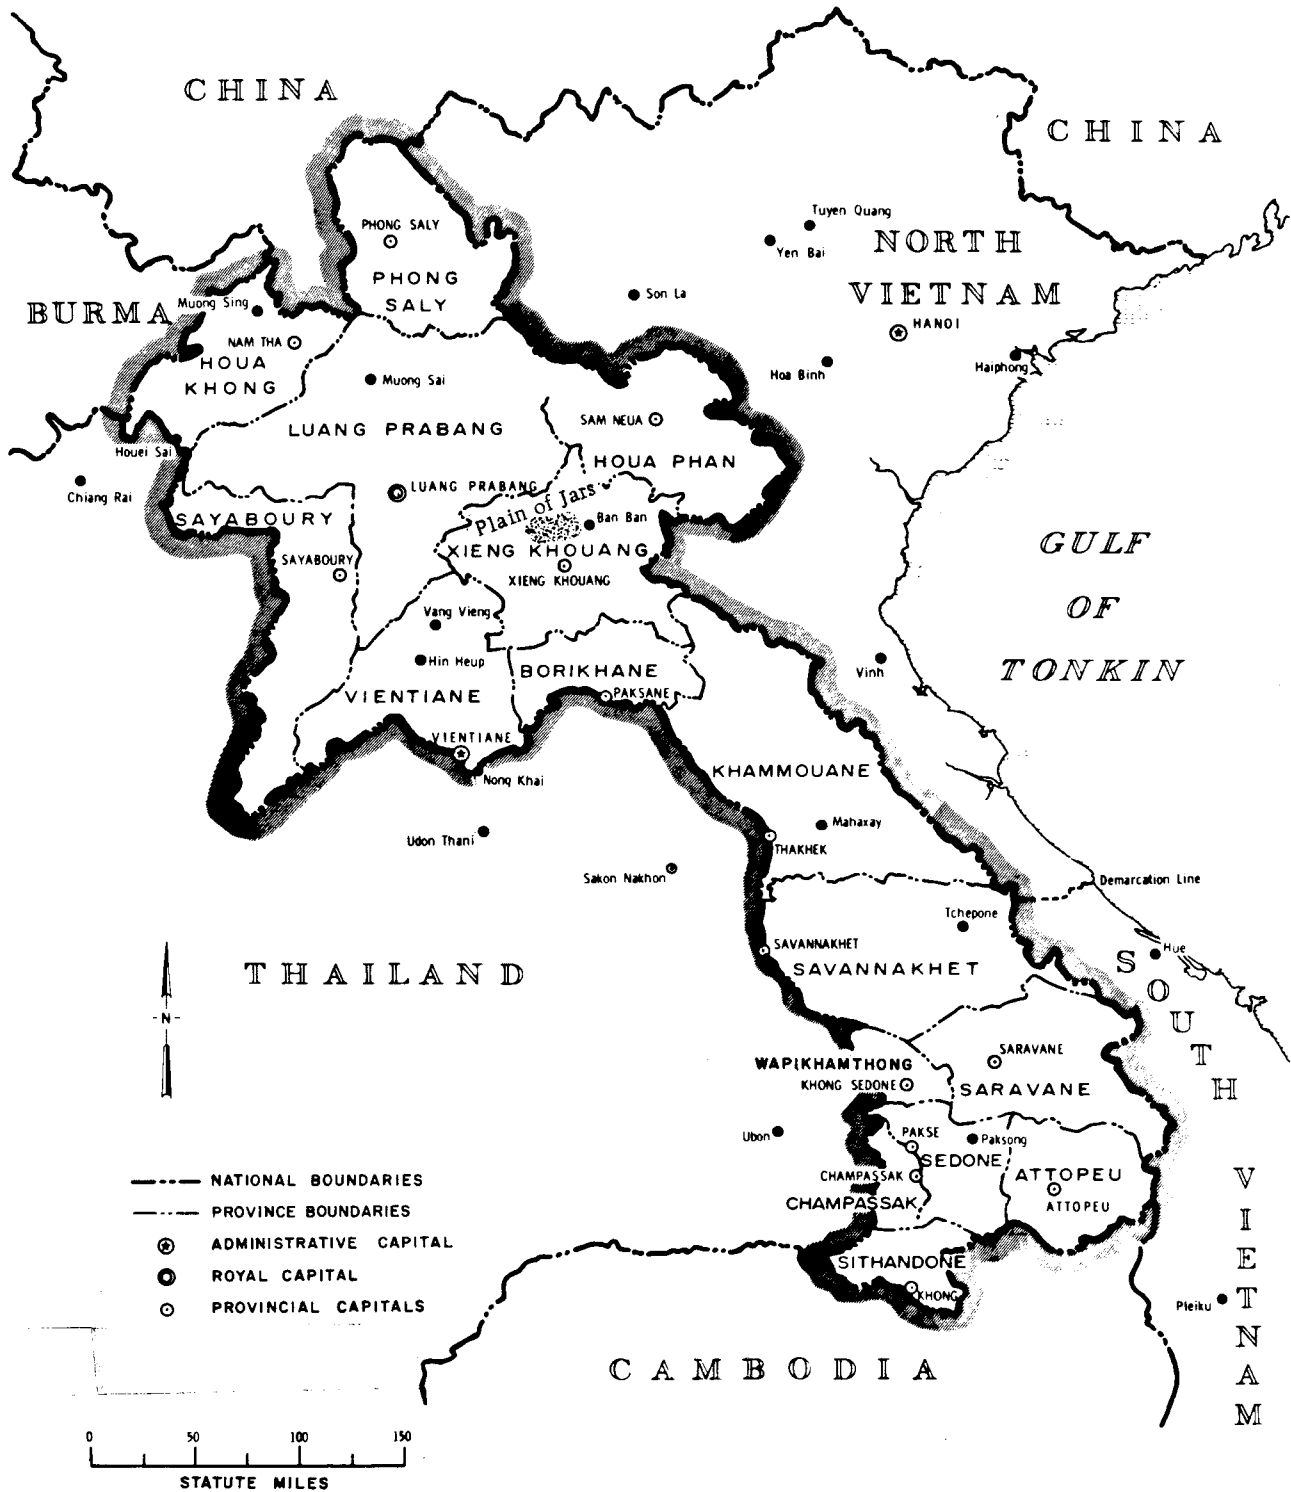 CHINA
CHINA
Tuyen Quang
PHONG SALY
NORTH
Yen Bai
PHONG
SALY
VIETNAM
Son La
BURMA
Muong Sing
HANOI
NAM THA
HOUA
KHONG
Muong Sai
Hoa Binh
Haiphong
SAM NEUA
LUANG PRABANG
Houei Sai
HOUA PHAN
Chiang Rai
LUANG PRABANG
Plain of Jars
SAYABOURY
Ban Ban
XIENG KHOUANG
SAYABOURY
XIENG KHOUANG
GULF
OF
TONKIN
Vang Vieng
Hin Heup
BORIKHANE
Vinh
VIENTIANE
PAKSANE
VIENTIANE
Nong Khai
KHAMMOUANE
Mahaxay
Udon Thani
THAKHEK
Sakon Nakhon
Demarcation Line
Tchepone
SAVANNAKHET
Hue
THAILAND
SAVANNAKHET
SOUTH
VIETNAM
SARAVANE
WAPIKHAMTHONG
KHONG SEDONE
SARAVANE
Ubon
PAKSE
Paksong
SEDONE
CHAMPASSAK
ATTOPEU
CHAMPASSAK
ATTOPEU
SITHANDONE
KHONG
Pleiku
CAMBODIA
-N-
NATIONAL BOUNDARIES
PROVINCE BOUNDARIES
ADMINISTRATIVE CAPITAL
ROYAL CAPITAL
PROVINCIAL CAPITALS
0 50 100 150
STATUTE MILES